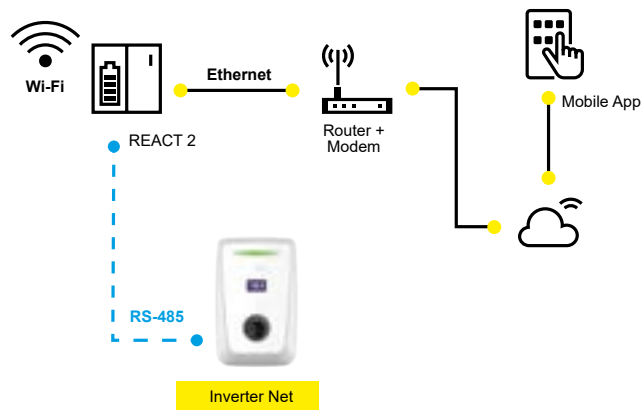 Wi-Fi
Ethernet
REACT 2
Router +
Modem
Mobile App
RS-485
Inverter Net